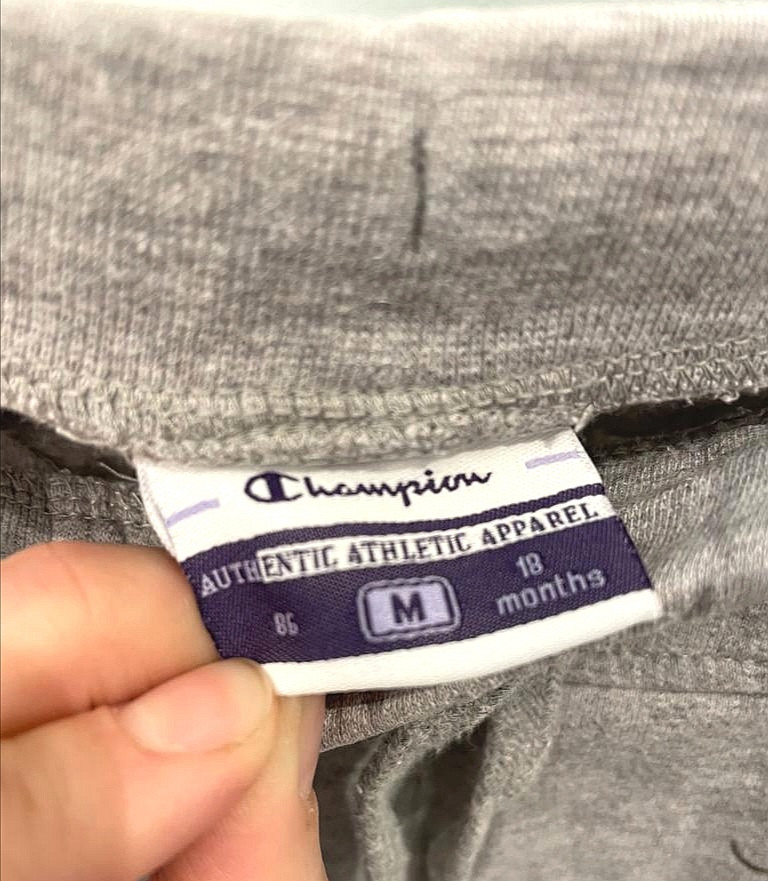 Champion
AUTHENTIC ATHLETIC APPAREL
86 M 18 months